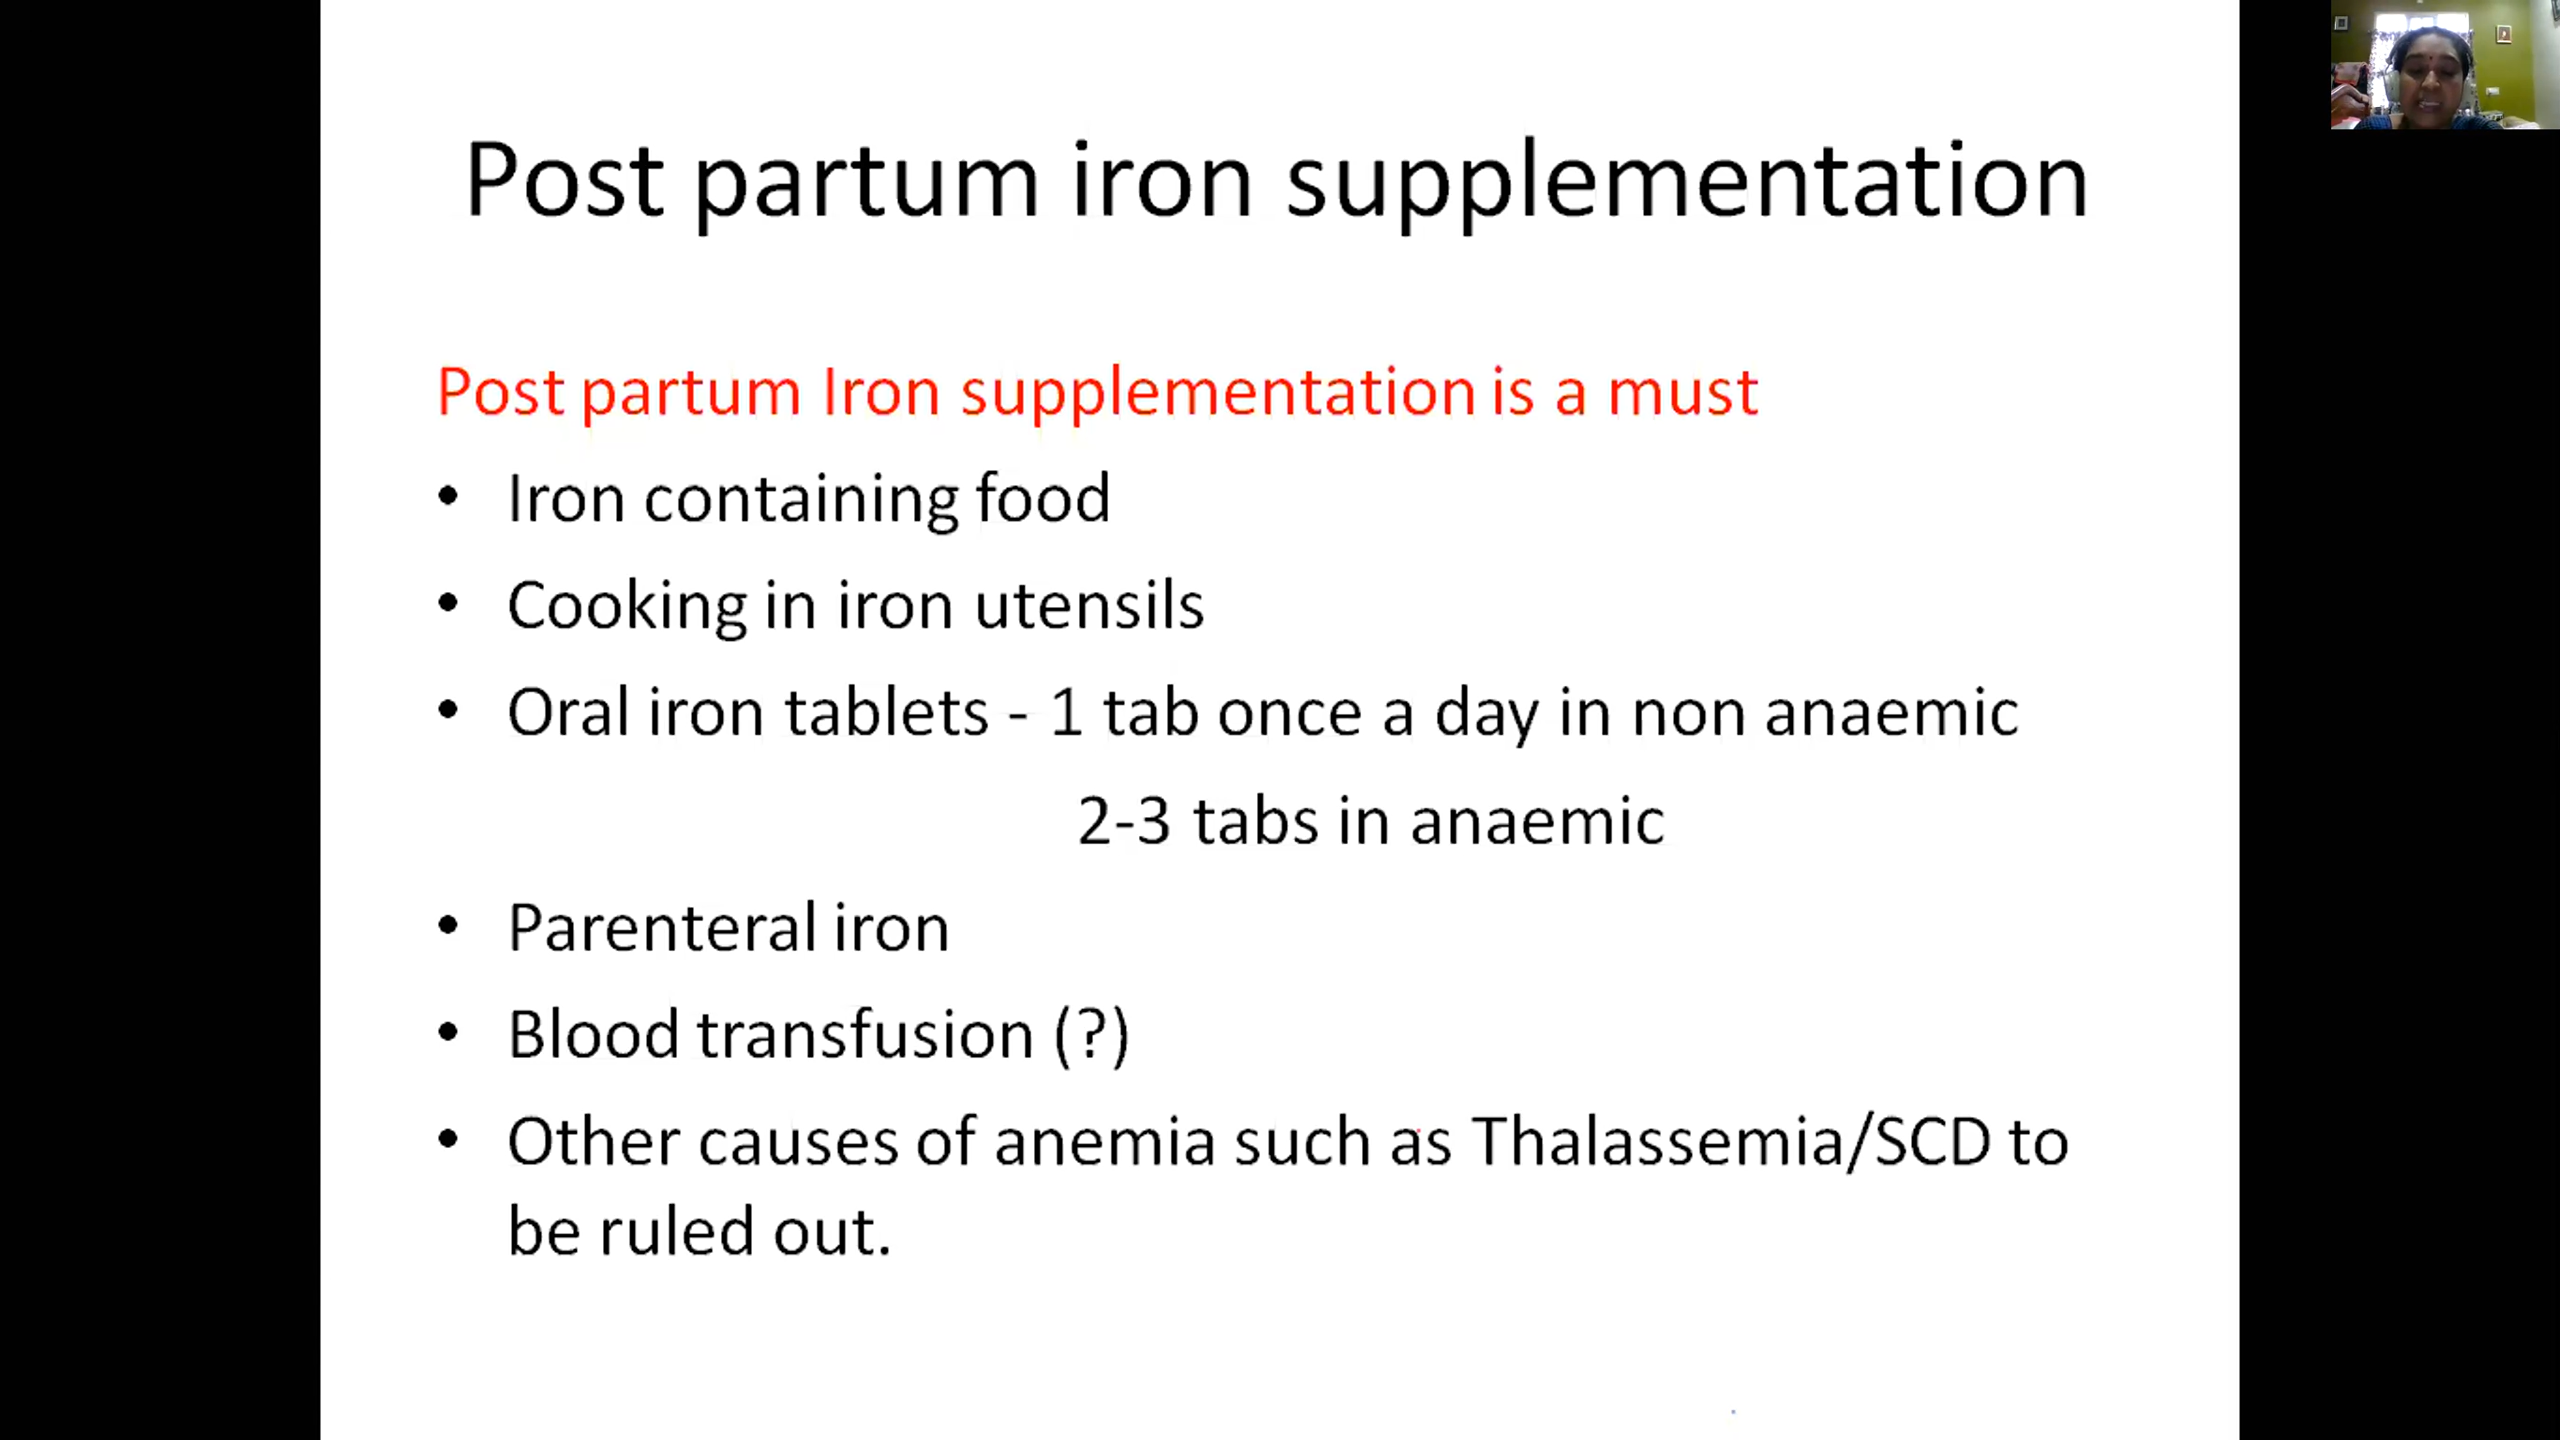 Post partum iron supplementation
Post partum Iron supplementation is a must
• Iron containing food
• Cooking in iron utensils
• Oral iron tablets - 1 tab once a day in non anaemic
2-3 tabs in anaemic
• Parenteral iron
• Blood transfusion (?)
• Other causes of anemia such as Thalassemia/SCD to
be ruled out.